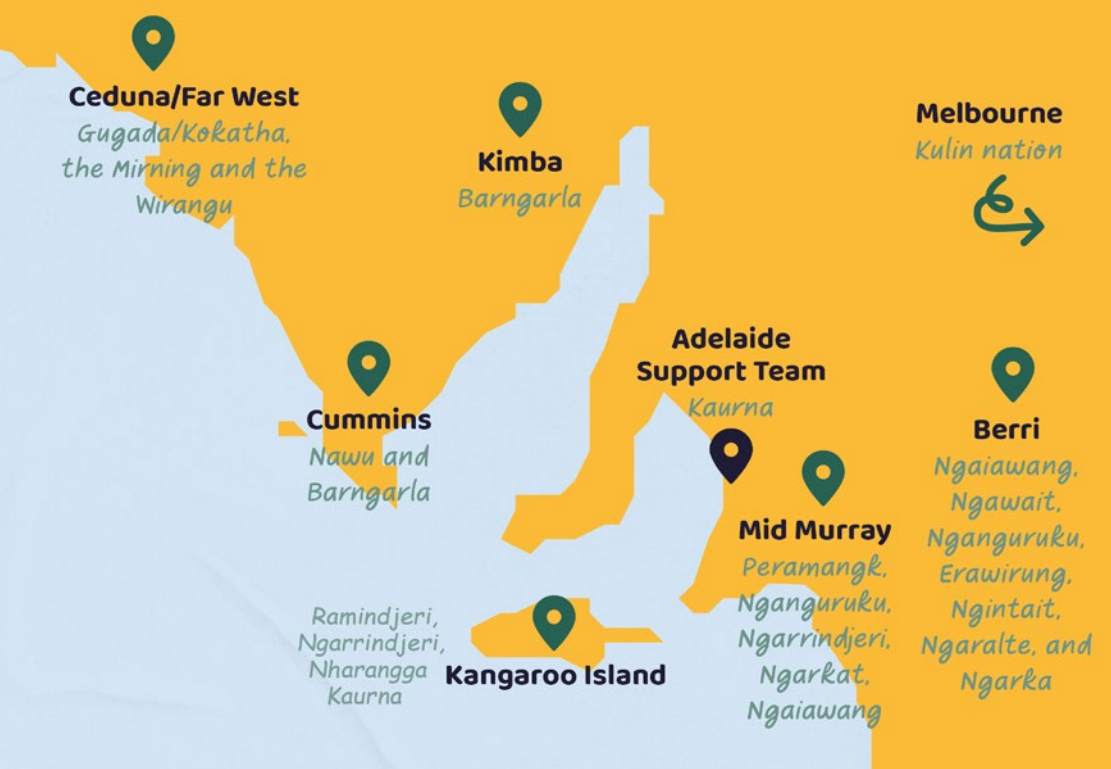 Ceduna/Far West
Gugada/Kokatha,
the Mirning and the
Wirangu
Kimba
Barngarla
Melbourne
Kulin nation
Cummins
Nawu and
Barngarla
Adelaide
Support Team
Kaurna
Berri
Ngaiawang,
Ngawait,
Nganguruku,
Erawirung,
Ngintait,
Ngaralte, and
Ngarka
Mid Murray
Peramangk,
Nganguruku,
Ngarrindjeri,
Ngarkat,
Ngaiawang
Ramindjeri,
Ngarrindjeri,
Nharangga
Kaurna
Kangaroo Island